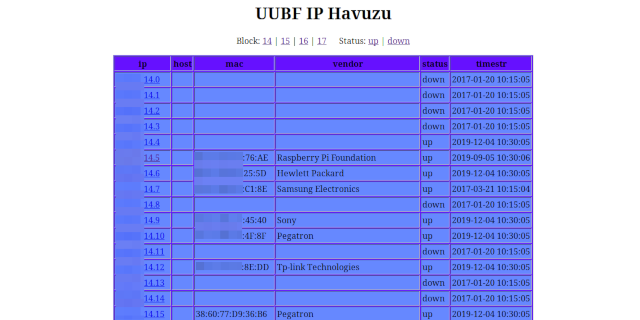 UUBF IP Havuzu
Block: 14 | 15 | 16 | 17 Status: up | down
ip host mac vendor status timestr
14.0 down 2017-01-20 10:15:05
14.1 down 2017-01-20 10:15:05
14.2 down 2017-01-20 10:15:05
14.3 down 2017-01-20 10:15:05
14.4 up 2019-12-04 10:30:05
14.5 :76:AE Raspberry Pi Foundation up 2019-09-05 10:30:06
14.6 25:5D Hewlett Packard up 2019-12-04 10:30:05
14.7 :C1:8E Samsung Electronics up 2017-03-21 10:15:04
14.8 down 2017-01-20 10:15:05
14.9 :45:40 Sony up 2019-12-04 10:30:05
14.10 :4F:8F Pegatron up 2019-12-04 10:30:05
14.11 down 2017-01-20 10:15:05
14.12 :8E:DD Tp-link Technologies up 2019-12-04 10:30:05
14.13 down 2017-01-20 10:15:05
14.14 down 2017-01-20 10:15:05
14.15 38:60:77:D9:36:B6 Pegatron up 2019-12-04 10:30:05